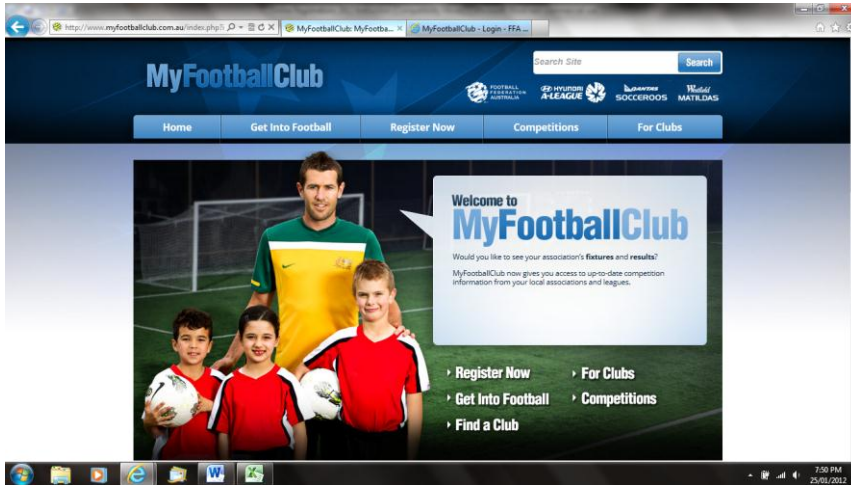 http://www.myfootballclub.com.au/index.php?
MyFootballClub: MyFootba...
MyFootballClub - Login - FFA ...
MyFootballClub
Search Site
Search
FOOTBALL
FEDERATION
AUSTRALIA
HYUNDAI
A-LEAGUE
QANTAS
SOCCEROOS
Westfield
MATILDAS
Home
Get Into Football
Register Now
Competitions
For Clubs
Welcome to
MyFootballClub
Would you like to see your association's fixtures and results?
MyFootballClub now gives you access to up-to-date competition
information from your local associations and leagues.
Register Now
For Clubs
Get Into Football
Competitions
Find a Club
7:50 PM
25/01/2012